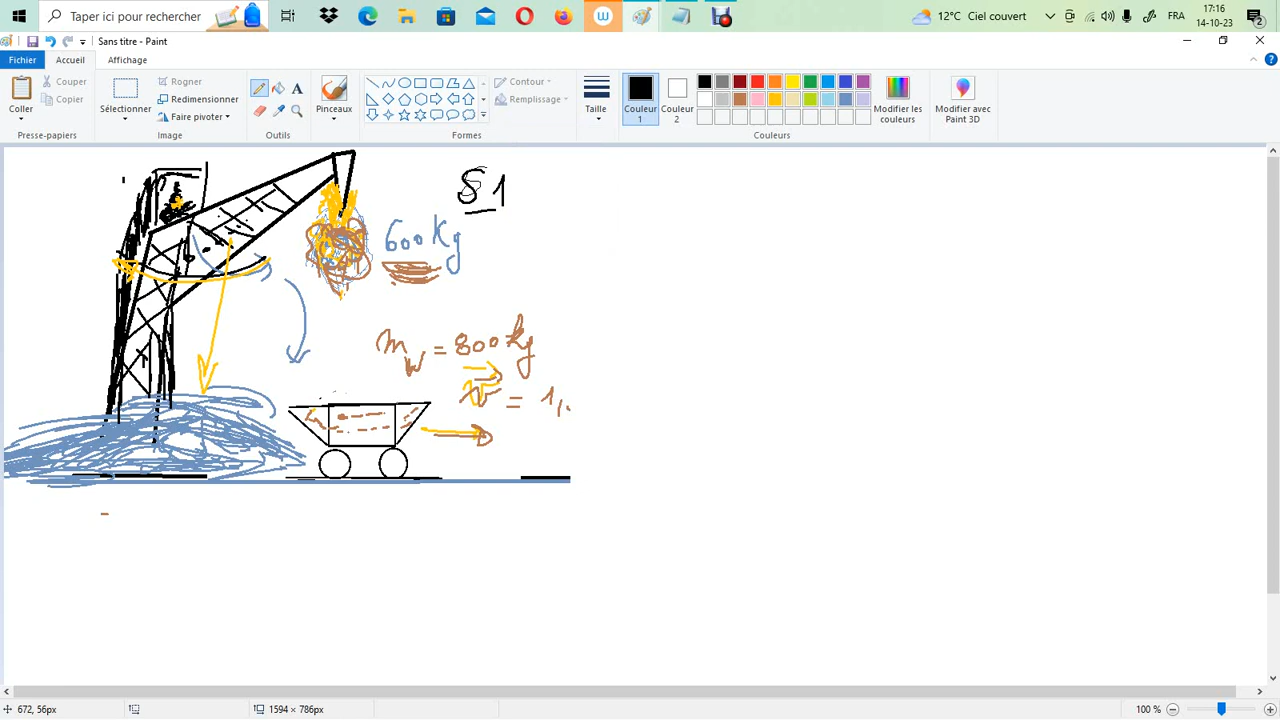 Taper ici pour rechercher
W
12°C Ciel couvert
FRA
17:16
14-10-23
2
Sans titre - Paint
Fichier
Accueil
Affichage
Coller
Couper
Copier
Presse-papiers
Sélectionner
Rogner
Redimensionner
Faire pivoter
Image
A
Outils
Pinceaux
Contour
Remplissage
Formes
Taille
Couleur 1
Couleur 2
Modifier les couleurs
Couleurs
Modifier avec Paint 3D
§ 1
600 Kg
m_W = 800 kg
v = 1,
672, 56px
1594 × 786px
100 %